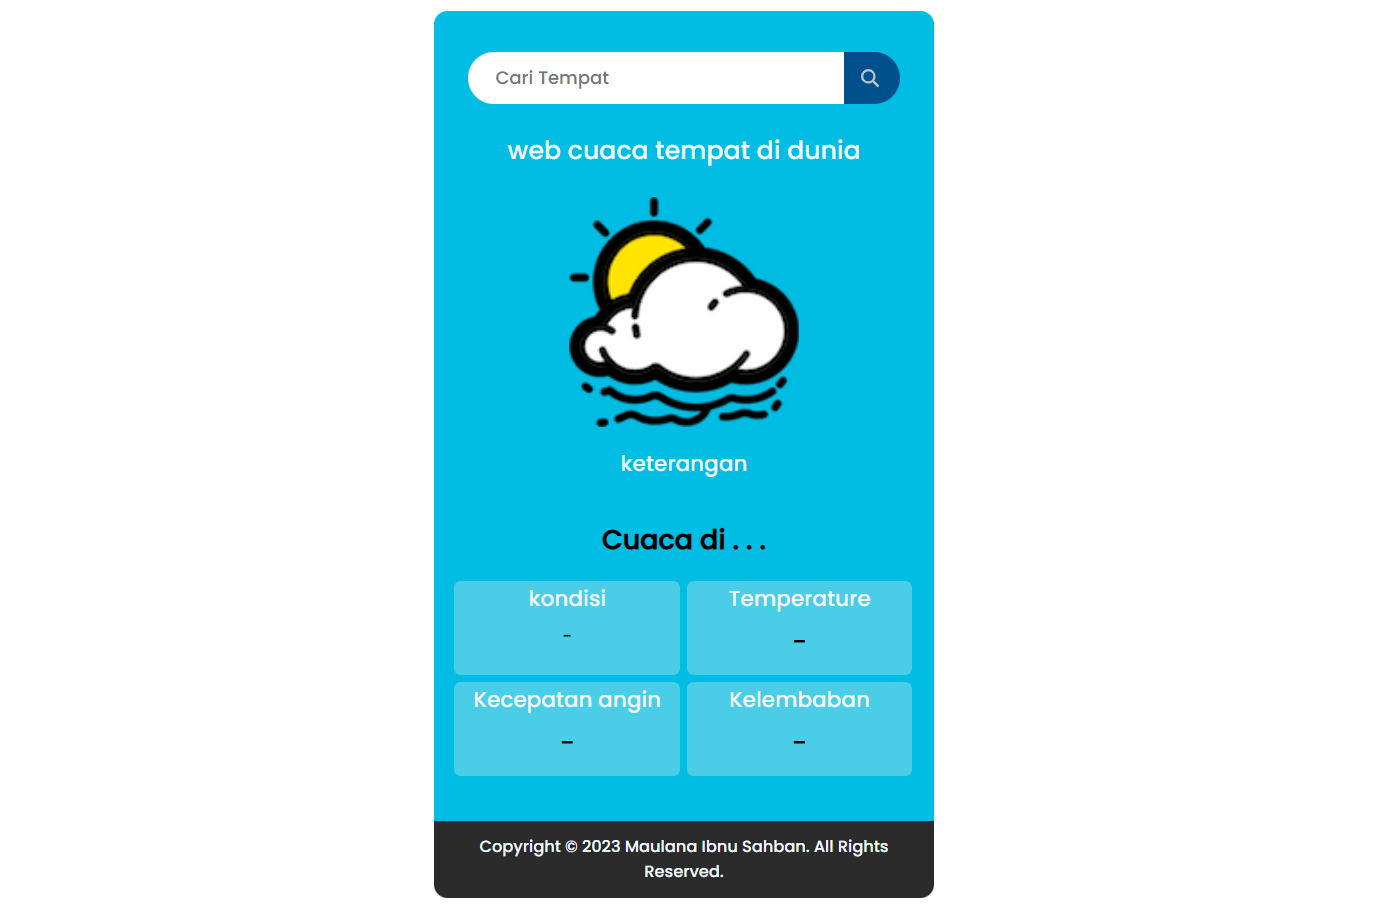 Cari Tempat
web cuaca tempat di dunia
keterangan
Cuaca di . . .
kondisi
-
Temperature
-
Kecepatan angin
-
Kelembaban
-
Copyright © 2023 Maulana Ibnu Sahban. All Rights
Reserved.